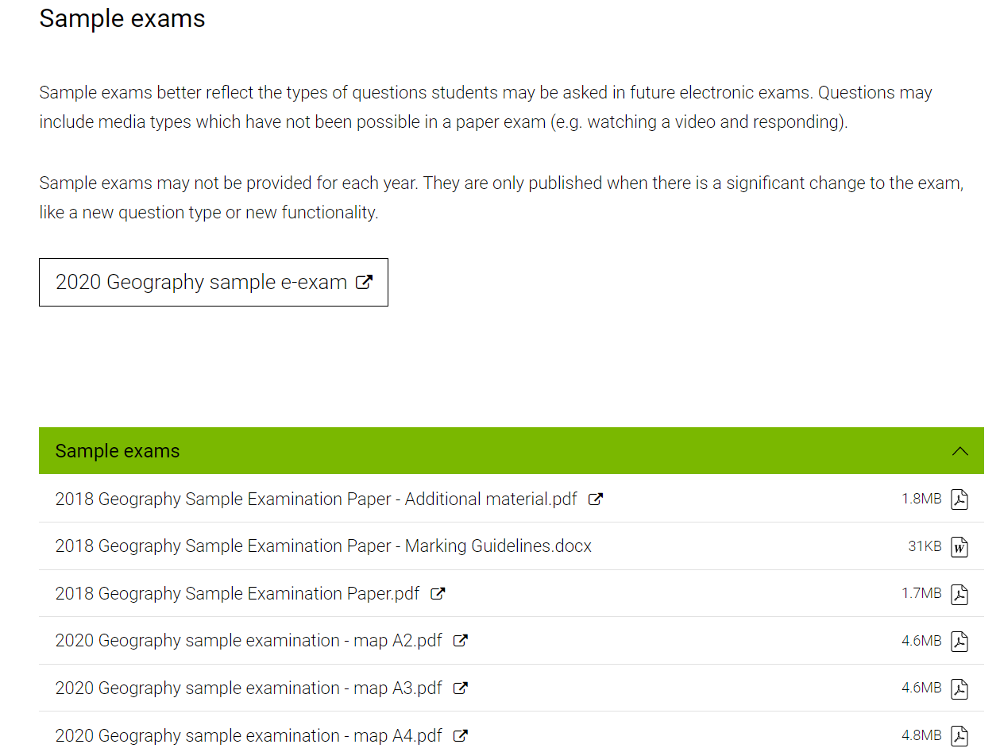 Sample exams
Sample exams better reflect the types of questions students may be asked in future electronic exams. Questions may
include media types which have not been possible in a paper exam (e.g. watching a video and responding).
Sample exams may not be provided for each year. They are only published when there is a significant change to the exam,
like a new question type or new functionality.
2020 Geography sample e-exam
Sample exams
2018 Geography Sample Examination Paper - Additional material.pdf 1.8MB
2018 Geography Sample Examination Paper - Marking Guidelines.docx 31KB
2018 Geography Sample Examination Paper.pdf 1.7MB
2020 Geography sample examination - map A2.pdf 4.6MB
2020 Geography sample examination - map A3.pdf 4.6MB
2020 Geography sample examination - map A4.pdf 4.8MB